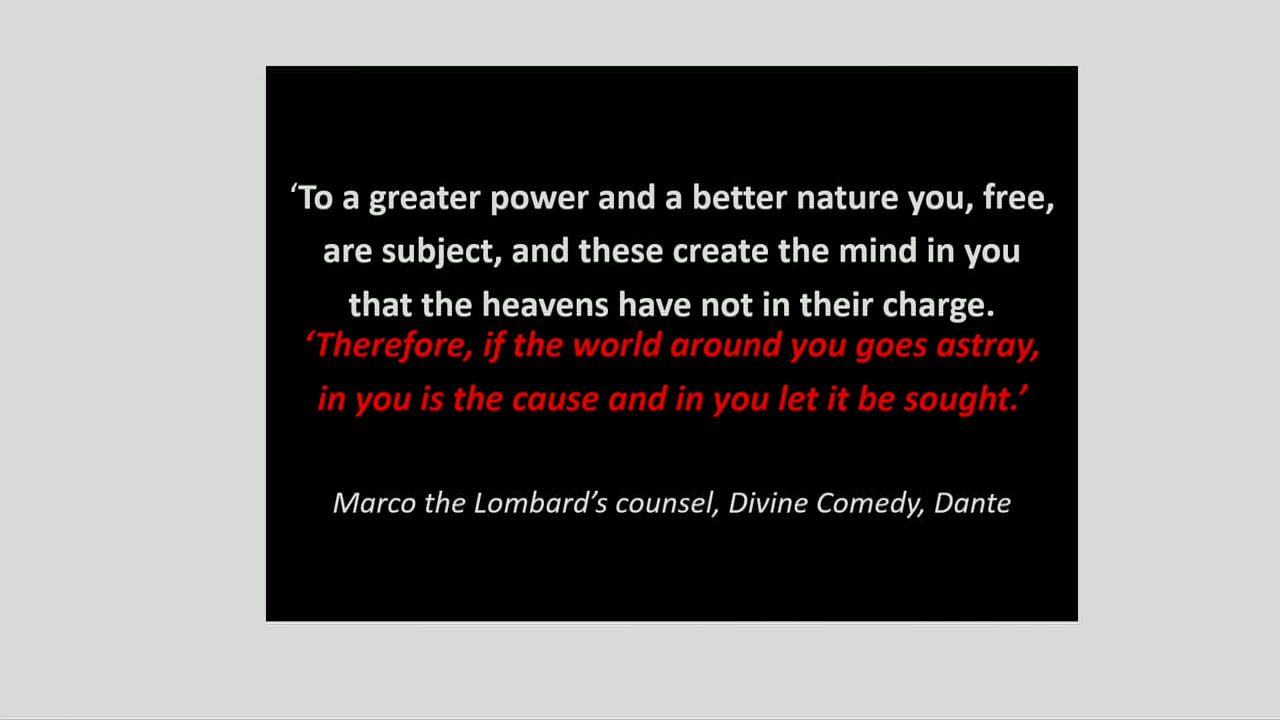 ‘To a greater power and a better nature you, free,
are subject, and these create the mind in you
that the heavens have not in their charge.
‘Therefore, if the world around you goes astray,
in you is the cause and in you let it be sought.’
Marco the Lombard’s counsel, Divine Comedy, Dante